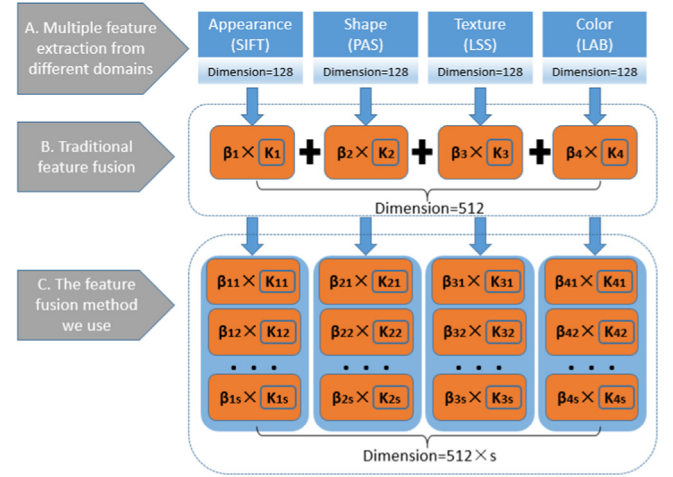 A. Multiple feature
extraction from
different domains
Appearance
(SIFT)
Shape
(PAS)
Texture
(LSS)
Color
(LAB)
Dimension=128
Dimension=128
Dimension=128
Dimension=128
B. Traditional
feature fusion
β1× K1 + β2× K2 + β3× K3 + β4× K4
Dimension=512
C. The feature
fusion method
we use
β11× K11
β21× K21
β31× K31
β41× K41
β12× K12
β22× K22
β32× K32
β42× K42
• • •
• • •
• • •
• • •
β1s× K1s
β2s× K2s
β3s× K3s
β4s× K4s
Dimension=512×s